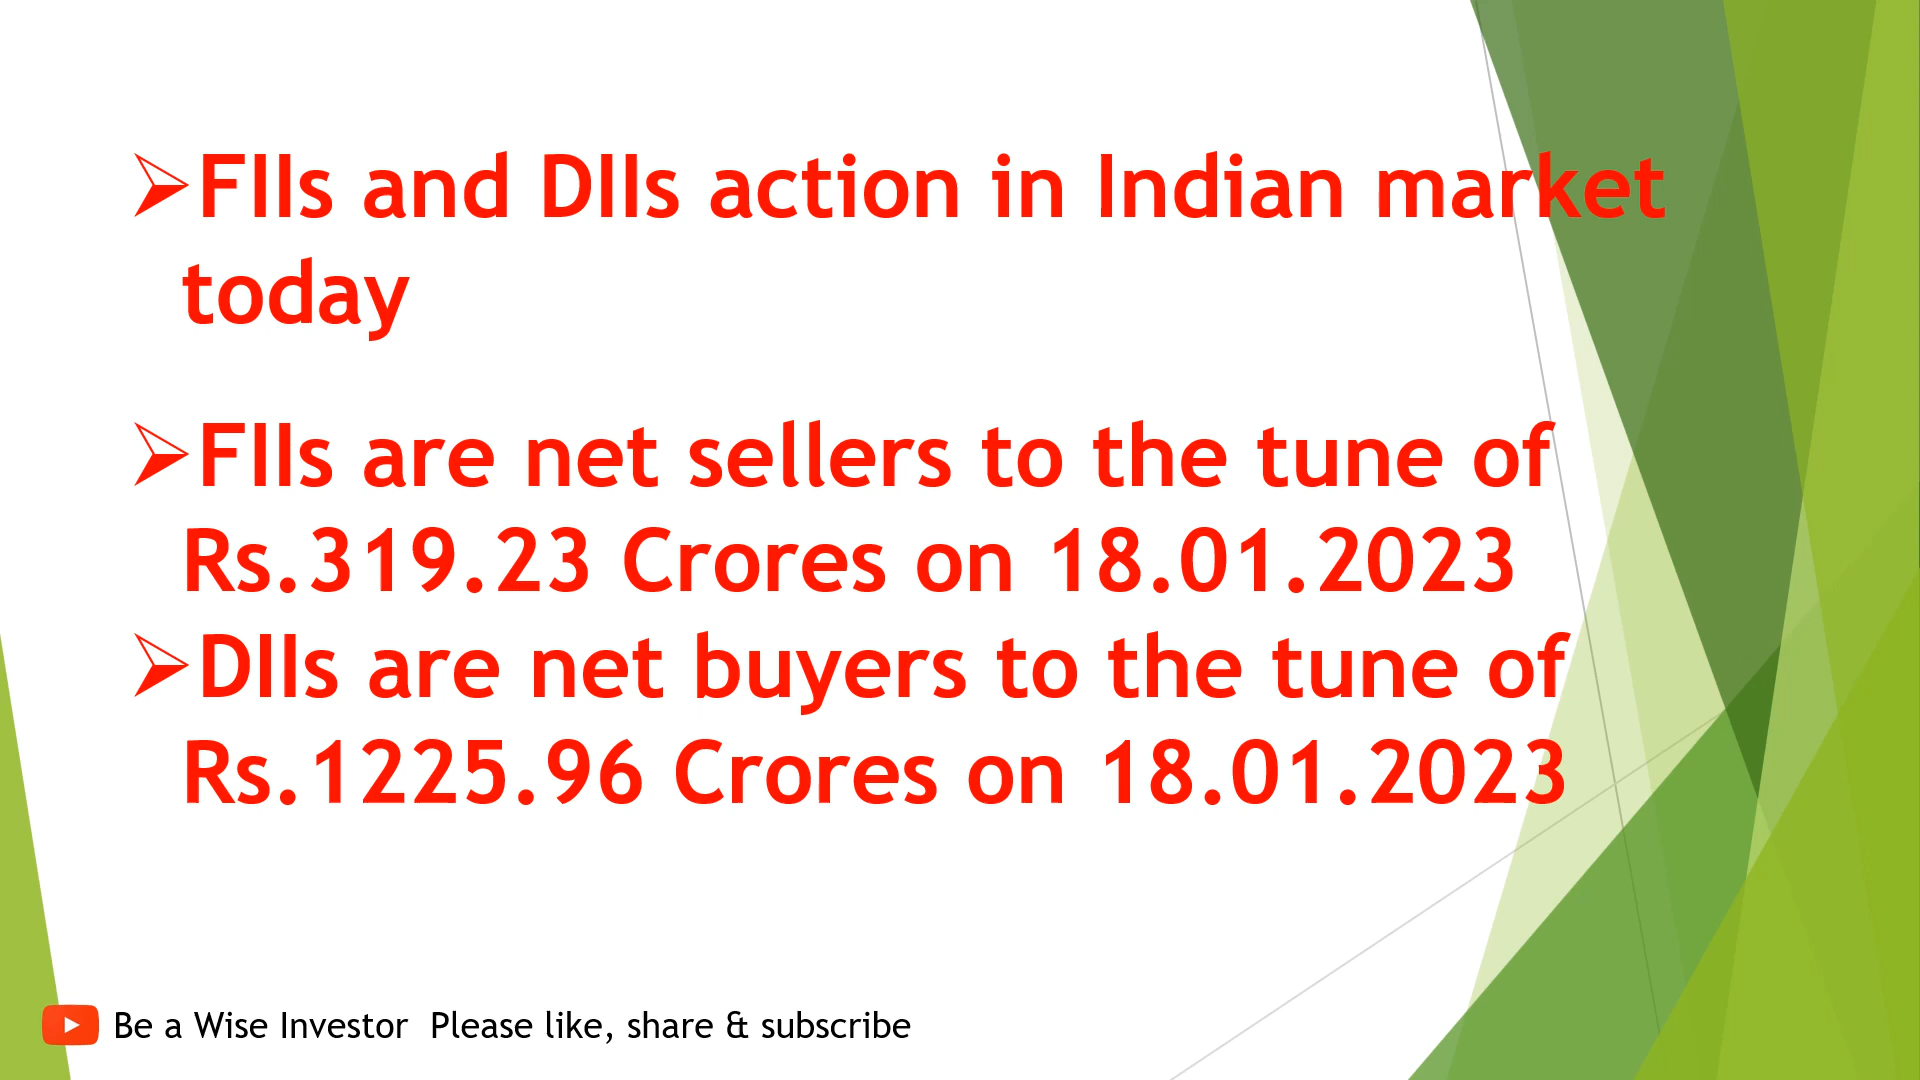 ➢FIIs and DIIs action in Indian market
today
➢FIIs are net sellers to the tune of
Rs.319.23 Crores on 18.01.2023
➢DIIs are net buyers to the tune of
Rs.1225.96 Crores on 18.01.2023
Be a Wise Investor  Please like, share & subscribe